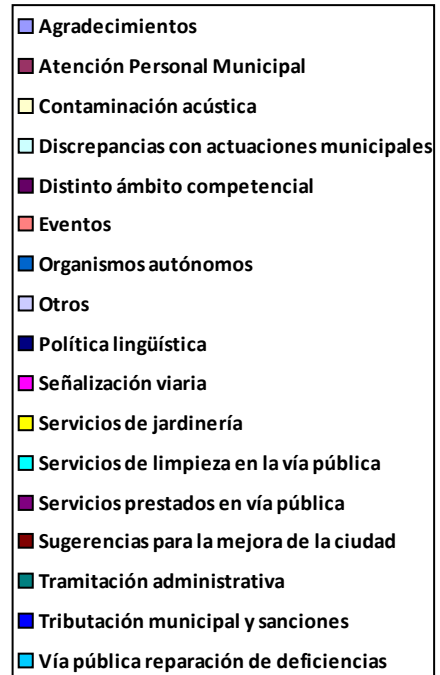 Agradecimientos
Atención Personal Municipal
Contaminación acústica
Discrepancias con actuaciones municipales
Distinto ámbito competencial
Eventos
Organismos autónomos
Otros
Política lingüística
Señalización viaria
Servicios de jardinería
Servicios de limpieza en la vía pública
Servicios prestados en vía pública
Sugerencias para la mejora de la ciudad
Tramitación administrativa
Tributación municipal y sanciones
Vía pública reparación de deficiencias